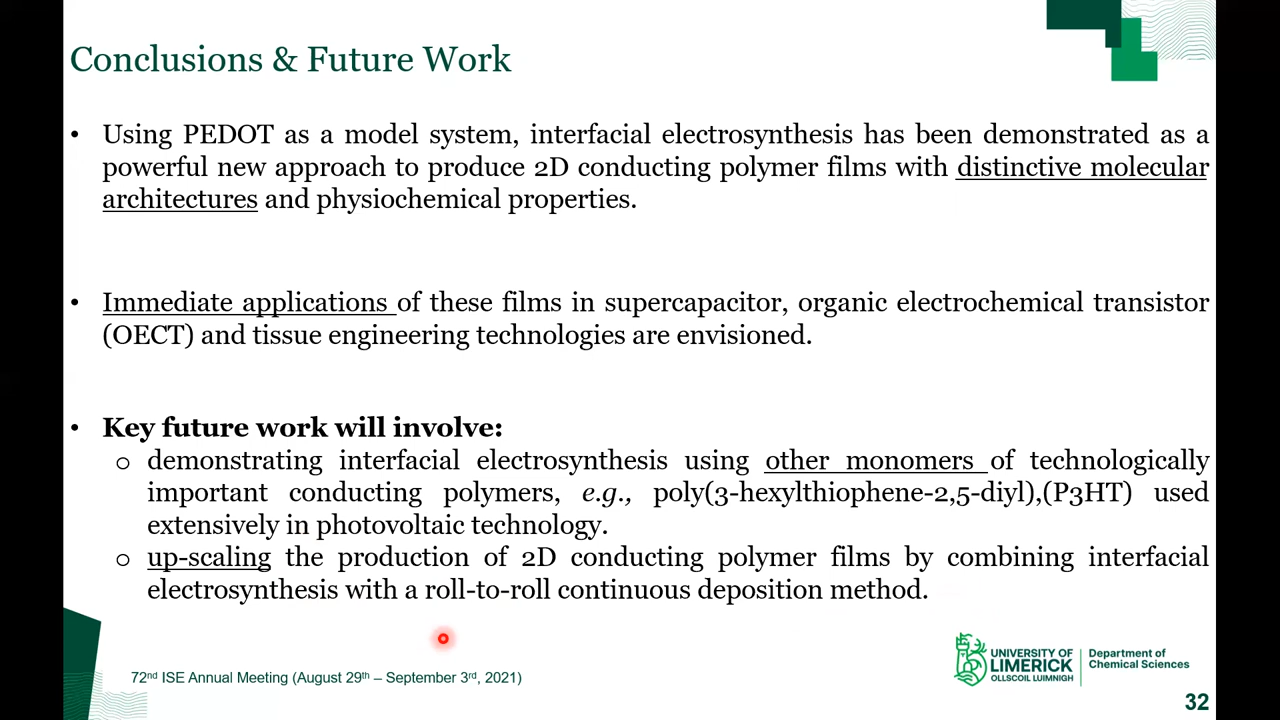 Conclusions & Future Work
• Using PEDOT as a model system, interfacial electrosynthesis has been demonstrated as a
powerful new approach to produce 2D conducting polymer films with distinctive molecular
architectures and physiochemical properties.
• Immediate applications of these films in supercapacitor, organic electrochemical transistor
(OECT) and tissue engineering technologies are envisioned.
• Key future work will involve:
o demonstrating interfacial electrosynthesis using other monomers of technologically
important conducting polymers, e.g., poly(3-hexylthiophene-2,5-diyl),(P3HT) used
extensively in photovoltaic technology.
o up-scaling the production of 2D conducting polymer films by combining interfacial
electrosynthesis with a roll-to-roll continuous deposition method.
72nd ISE Annual Meeting (August 29th – September 3rd, 2021)
UNIVERSITY OF
LIMERICK
OLLSCOIL LUIMNIGH
Department of
Chemical Sciences
32